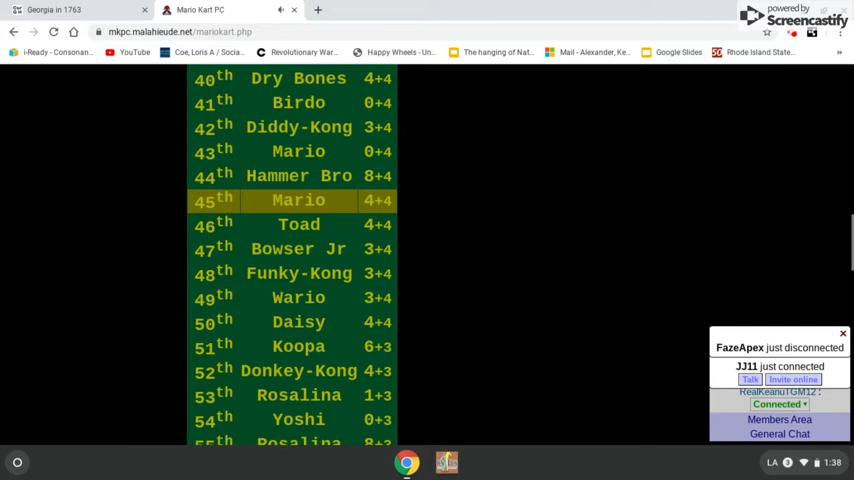 Georgia in 1763
Mario Kart PC
powered by
Screencastify
mkpc.malahieude.net/mariokart.php
i-Ready - Consonan... YouTube Coe, Loris A / Socia... Revolutionary War... Happy Wheels - Un... The hanging of Nat... Mail - Alexander, Ke... Google Slides Rhode Island State... »
40th Dry Bones 4+4
41th Birdo 0+4
42th Diddy-Kong 3+4
43th Mario 0+4
44th Hammer Bro 8+4
45th Mario 4+4
46th Toad 4+4
47th Bowser Jr 3+4
48th Funky-Kong 3+4
49th Wario 3+4
50th Daisy 4+4
51th Koopa 6+3
52th Donkey-Kong 4+3
53th Rosalina 1+3
54th Yoshi 0+3
55th Rosalina 8+3
FazeApex just disconnected
JJ11 just connected
Talk Invite online
RealKeanuTGM12 :
Connected
Members Area
General Chat
LA 3 1:38